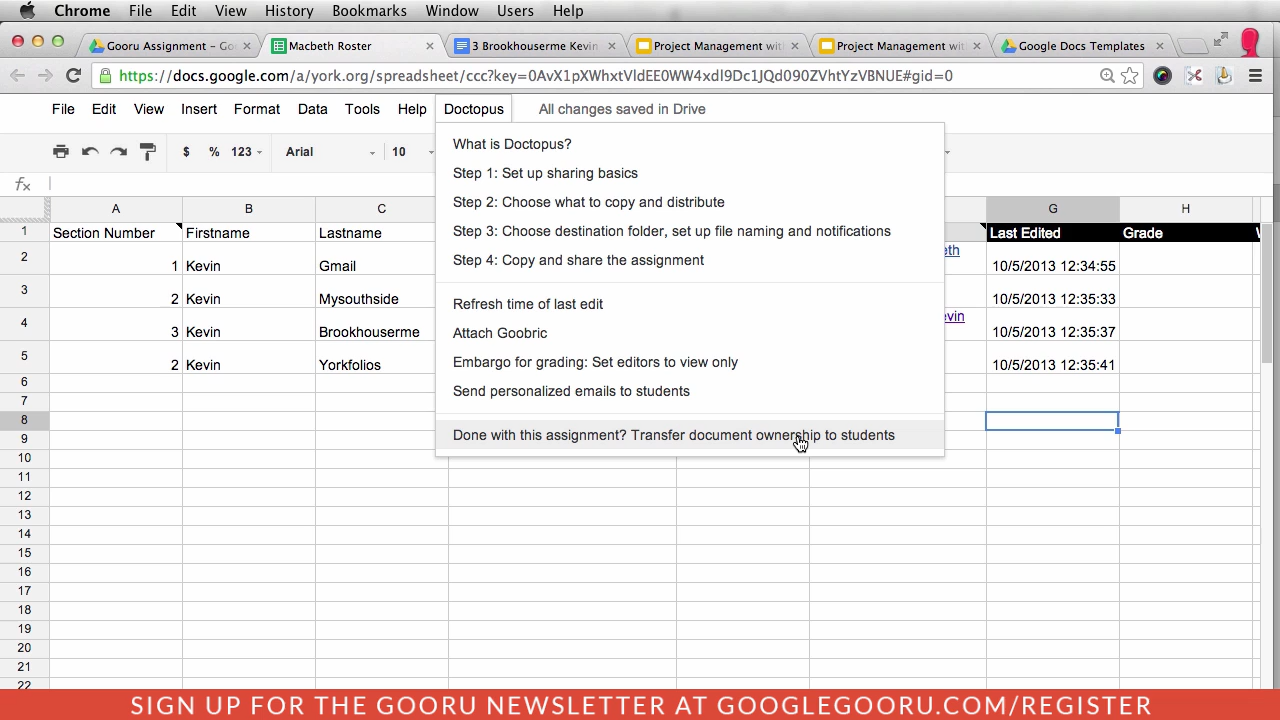 Chrome File Edit View History Bookmarks Window Users Help
Gooru Assignment - Go
Macbeth Roster
3 Brookhouserme Kevin
Project Management wit
Project Management wit
Google Docs Templates
https://docs.google.com/a/york.org/spreadsheet/ccc?key=0AvX1pXWhxtVldEE0WW4xdl9Dc1JQd090ZVhtYzVBNUE#gid=0
File Edit View Insert Format Data Tools Help Doctopus All changes saved in Drive
$ % 123 Arial 10
fx
What is Doctopus?
Step 1: Set up sharing basics
Step 2: Choose what to copy and distribute
Step 3: Choose destination folder, set up file naming and notifications
Step 4: Copy and share the assignment
Refresh time of last edit
Attach Goobric
Embargo for grading: Set editors to view only
Send personalized emails to students
Done with this assignment? Transfer document ownership to students
A B C G H
1 Section Number Firstname Lastname Last Edited Grade
2 1 Kevin Gmail eth 10/5/2013 12:34:55
3 2 Kevin Mysouthside 10/5/2013 12:35:33
4 3 Kevin Brookhouserme evin 10/5/2013 12:35:37
5 2 Kevin Yorkfolios 10/5/2013 12:35:41
6
7
8
9
10
11
12
13
14
15
16
17
18
19
20
21
22
SIGN UP FOR THE GOORU NEWSLETTER AT GOOGLEGOORU.COM/REGISTER